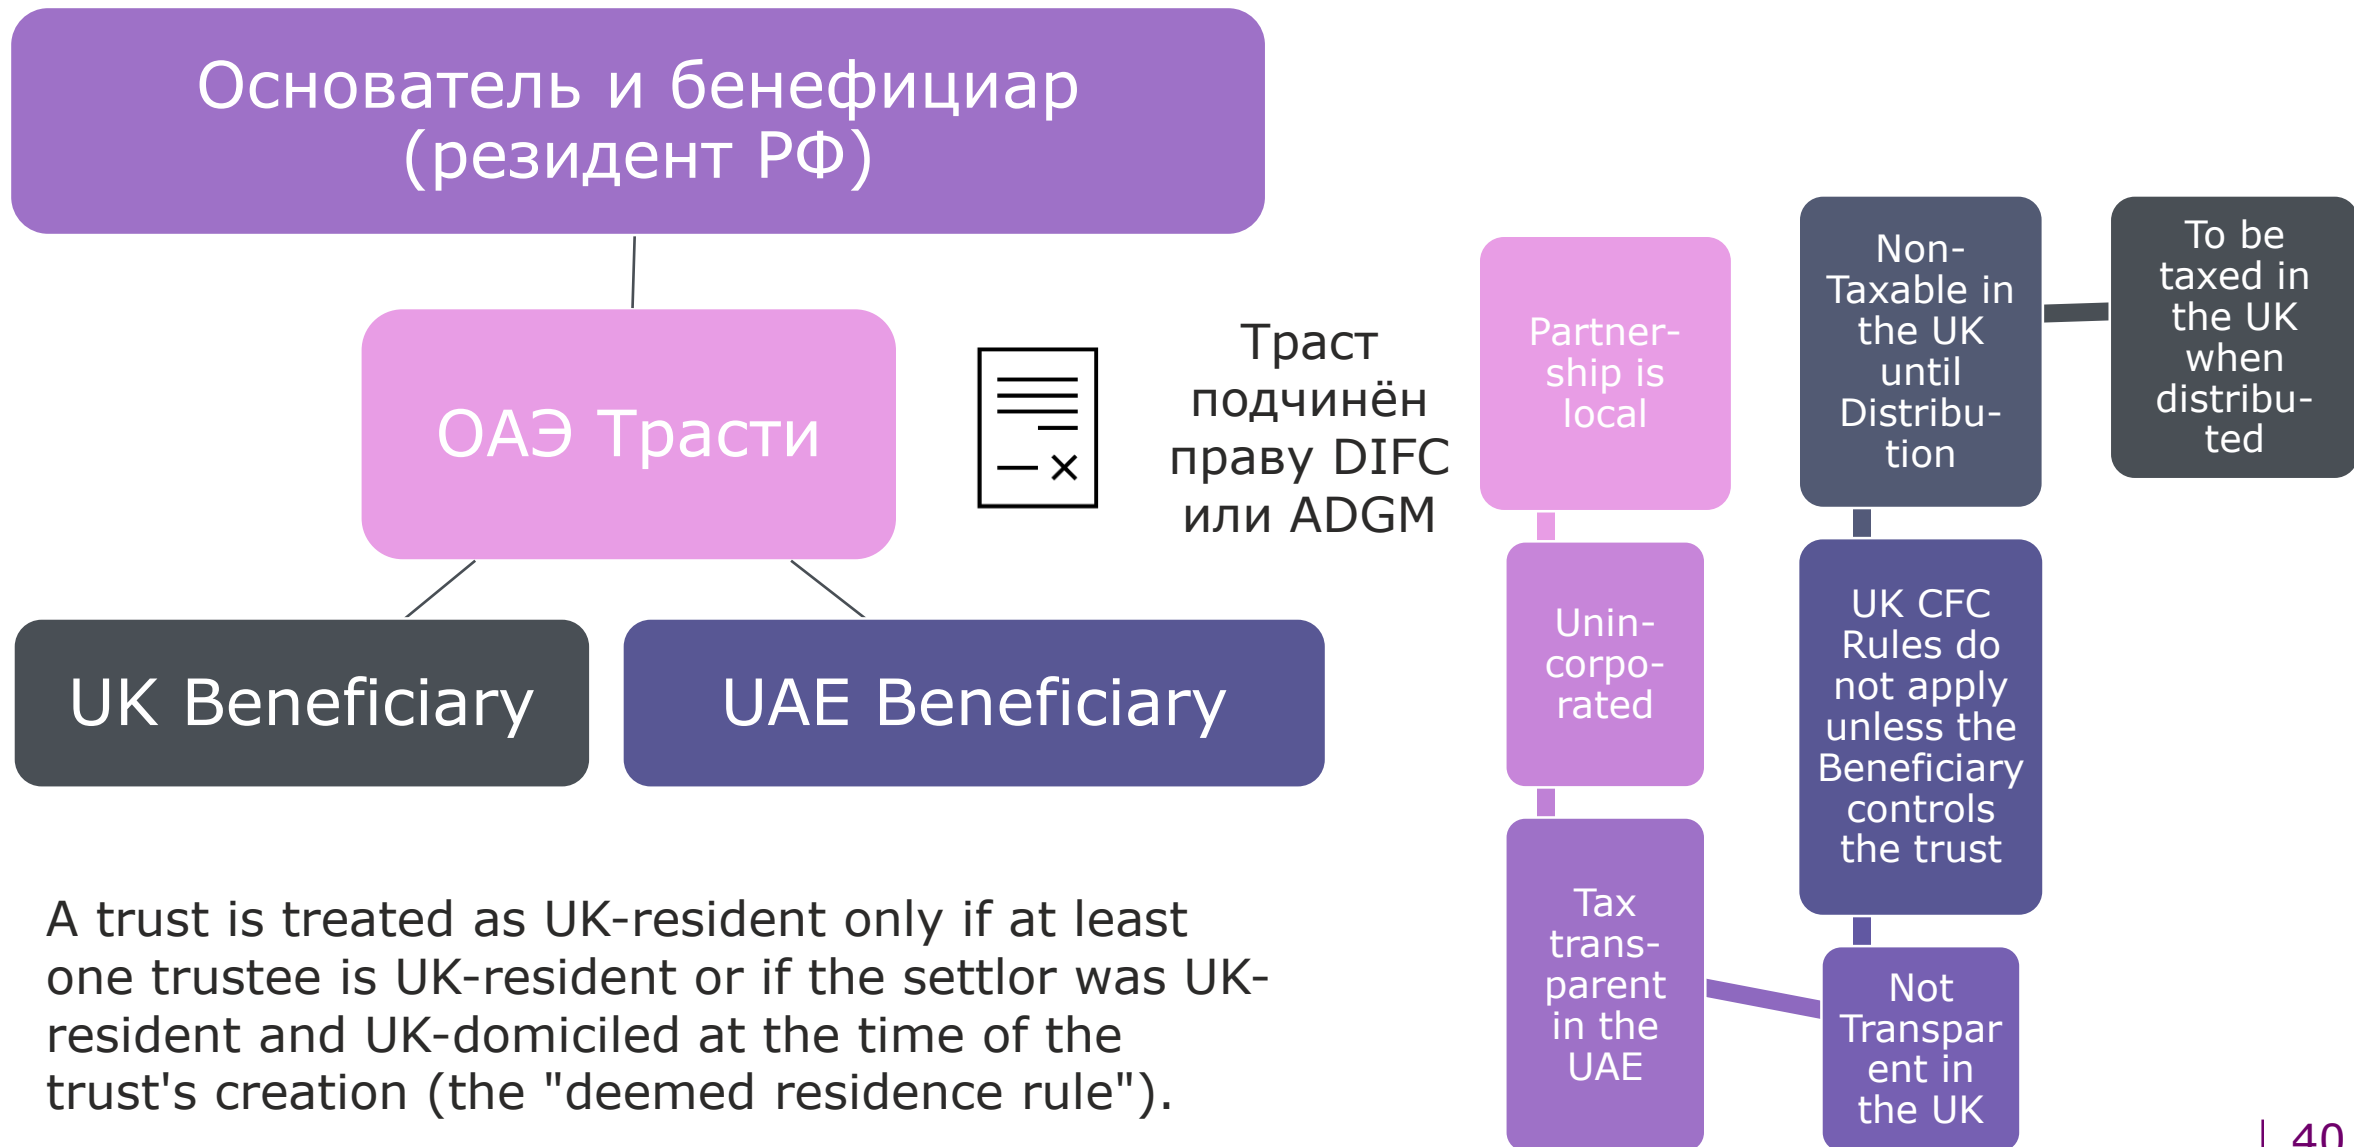 Основатель и бенефициар
(резидент РФ)
ОАЭ Трасти
Траст
подчинён
праву DIFC
или ADGM
UK Beneficiary
UAE Beneficiary
A trust is treated as UK-resident only if at least
one trustee is UK-resident or if the settlor was UK-
resident and UK-domiciled at the time of the
trust's creation (the "deemed residence rule").
Partner-
ship is
local
Unin-
corpo-
rated
Tax
trans-
parent
in the
UAE
Not
Transpar
ent in
the UK
UK CFC
Rules do
not apply
unless the
Beneficiary
controls
the trust
Non-
Taxable in
the UK
until
Distribu-
tion
To be
taxed in
the UK
when
distribu-
ted
40